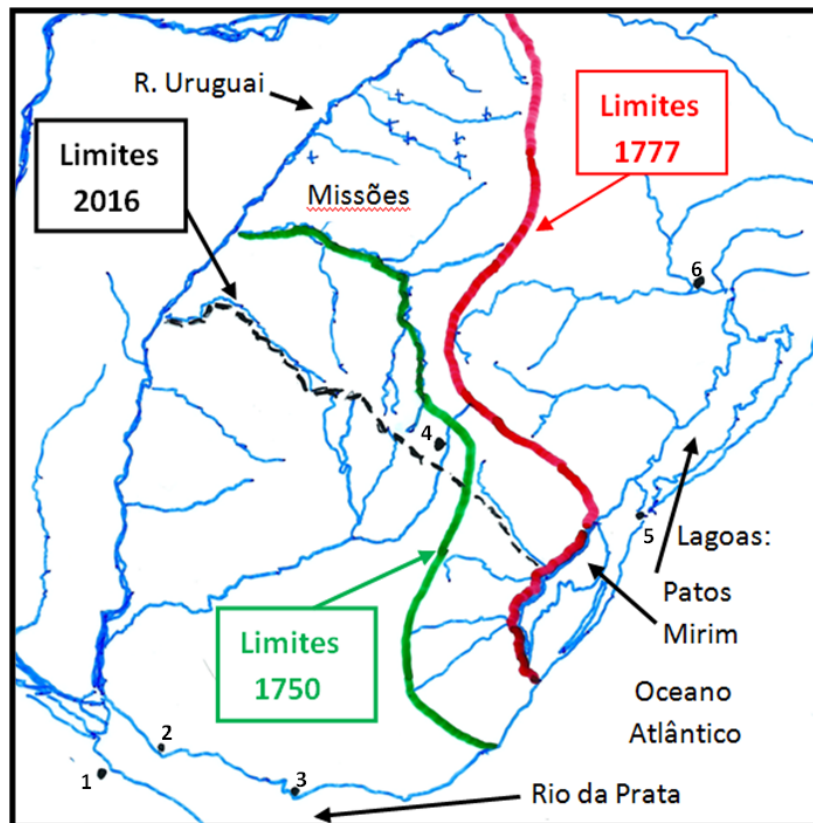 R. Uruguai
Limites
1777
Limites
2016
Missões
6
4
5
Lagoas:
Patos
Mirim
Limites
1750
Oceano
Atlântico
2
1
3
Rio da Prata